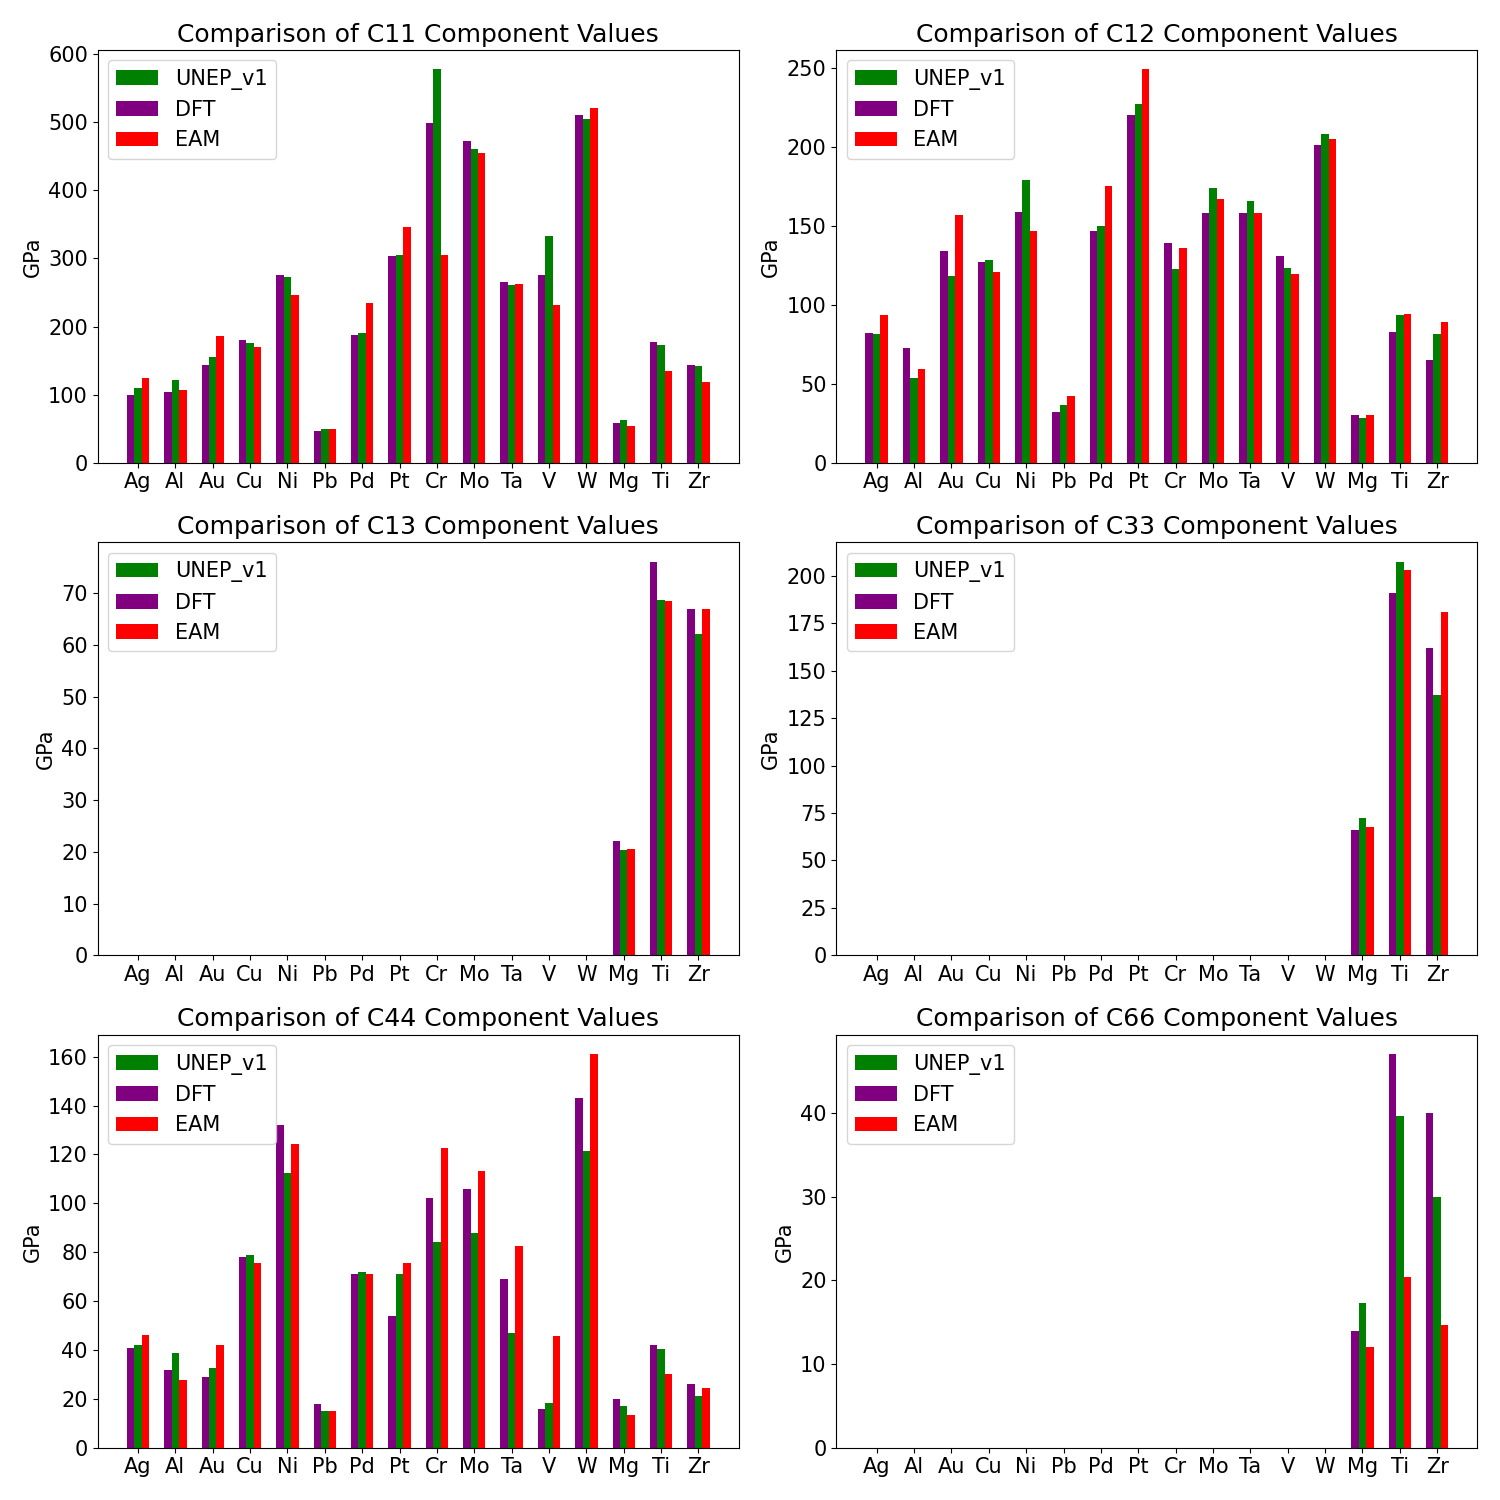 Comparison of C11 Component Values
GPa
600
500
400
300
200
100
0
UNEP_v1
DFT
EAM
Ag Al Au Cu Ni Pb Pd Pt Cr Mo Ta V W Mg Ti Zr
Comparison of C12 Component Values
GPa
250
200
150
100
50
0
UNEP_v1
DFT
EAM
Ag Al Au Cu Ni Pb Pd Pt Cr Mo Ta V W Mg Ti Zr
Comparison of C13 Component Values
GPa
70
60
50
40
30
20
10
0
UNEP_v1
DFT
EAM
Ag Al Au Cu Ni Pb Pd Pt Cr Mo Ta V W Mg Ti Zr
Comparison of C33 Component Values
GPa
200
175
150
125
100
75
50
25
0
UNEP_v1
DFT
EAM
Ag Al Au Cu Ni Pb Pd Pt Cr Mo Ta V W Mg Ti Zr
Comparison of C44 Component Values
GPa
160
140
120
100
80
60
40
20
0
UNEP_v1
DFT
EAM
Ag Al Au Cu Ni Pb Pd Pt Cr Mo Ta V W Mg Ti Zr
Comparison of C66 Component Values
GPa
40
30
20
10
0
UNEP_v1
DFT
EAM
Ag Al Au Cu Ni Pb Pd Pt Cr Mo Ta V W Mg Ti Zr